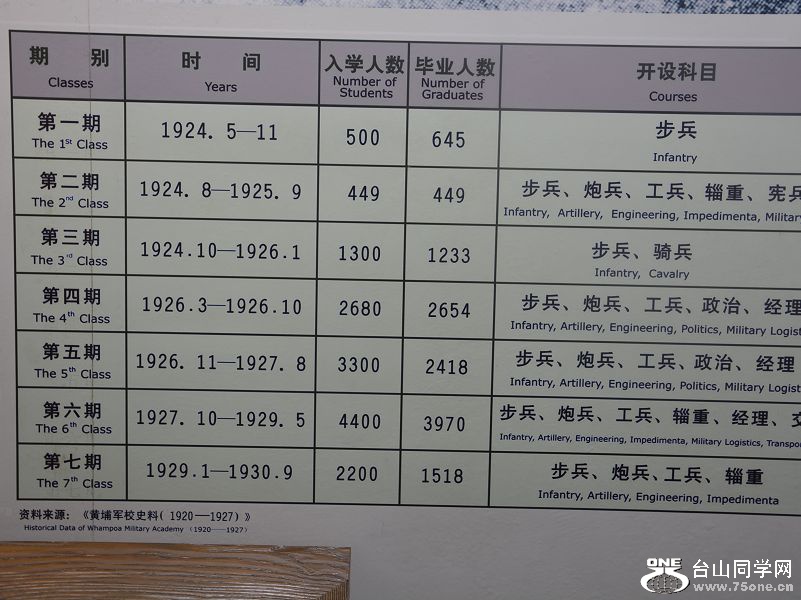 期 别
Classes
时 间
Years
入学人数
Number of
Students
毕业人数
Number of
Graduates
开设科目
Courses
第一期
The 1st Class
1924. 5—11
500
645
步兵
Infantry
第二期
The 2nd Class
1924. 8—1925. 9
449
449
步兵、炮兵、工兵、辎重、宪兵
Infantry, Artillery, Engineering, Impedimenta, Military
第三期
The 3rd Class
1924.10—1926.1
1300
1233
步兵、骑兵
Infantry, Cavalry
第四期
The 4th Class
1926.3—1926.10
2680
2654
步兵、炮兵、工兵、政治、经理
Infantry, Artillery, Engineering, Politics, Military Logist
第五期
The 5th Class
1926. 11—1927. 8
3300
2418
步兵、炮兵、工兵、政治、经理
Infantry, Artillery, Engineering, Politics, Military Logist
第六期
The 6th Class
1927. 10—1929. 5
4400
3970
步兵、炮兵、工兵、辎重、经理、交
Infantry, Artillery, Engineering, Impedimenta, Military Logistics, Transpo
第七期
The 7th Class
1929.1—1930.9
2200
1518
步兵、炮兵、工兵、辎重
Infantry, Artillery, Engineering, Impedimenta
资料来源：《黄埔军校史料（1920—1927）》
Historical Data of Whampoa Military Academy （1920—1927）
ONE
台山同学网
www.75one.cn